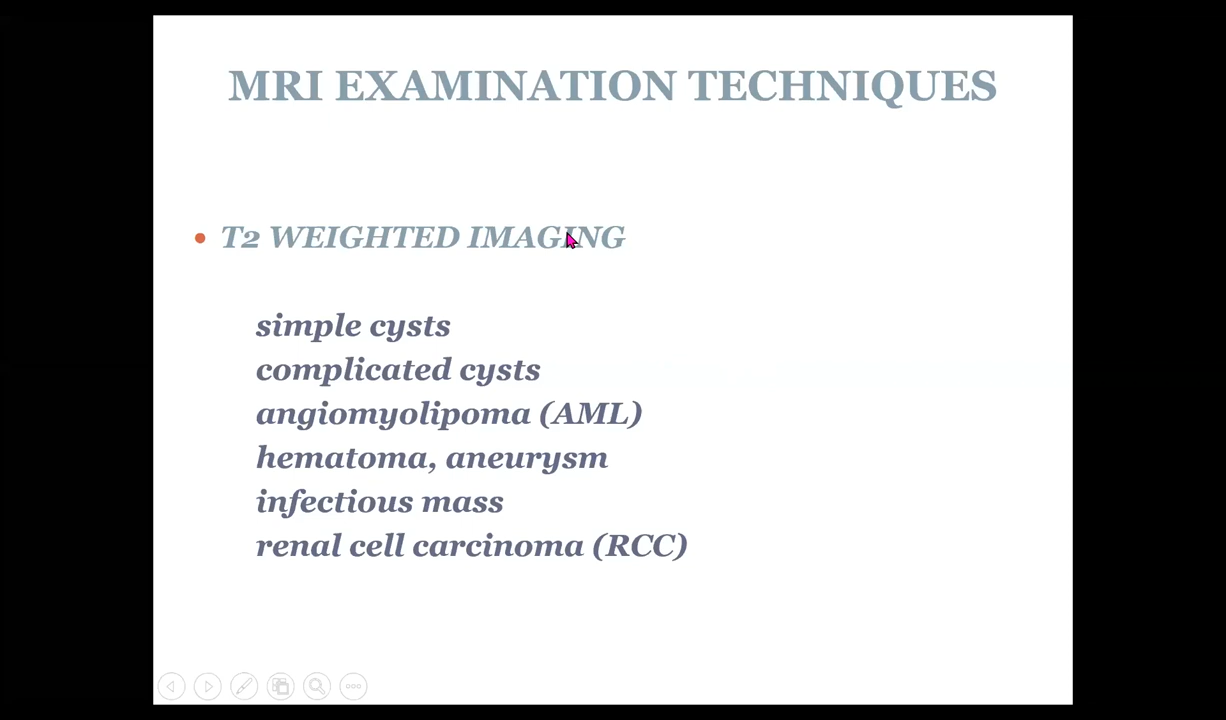 MRI EXAMINATION TECHNIQUES
• T2 WEIGHTED IMAGING
simple cysts
complicated cysts
angiomyolipoma (AML)
hematoma, aneurysm
infectious mass
renal cell carcinoma (RCC)